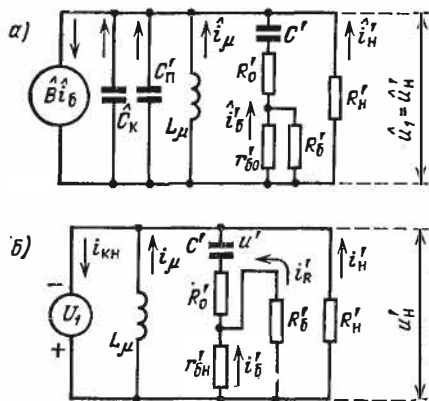 а)
B̂î_б
Ĉ_к
C'_п
L_μ
î_μ
C'
R'_0
î'_б
r'_б0
R'_б
î'_н
R'_н
û_1 = û'_н
б)
i_кн
U_1
−
+
L_μ
i_μ
C'
u'
R'_0
r'_бн
i'_б
i'_R
R'_б
i'_н
R'_н
u'_н